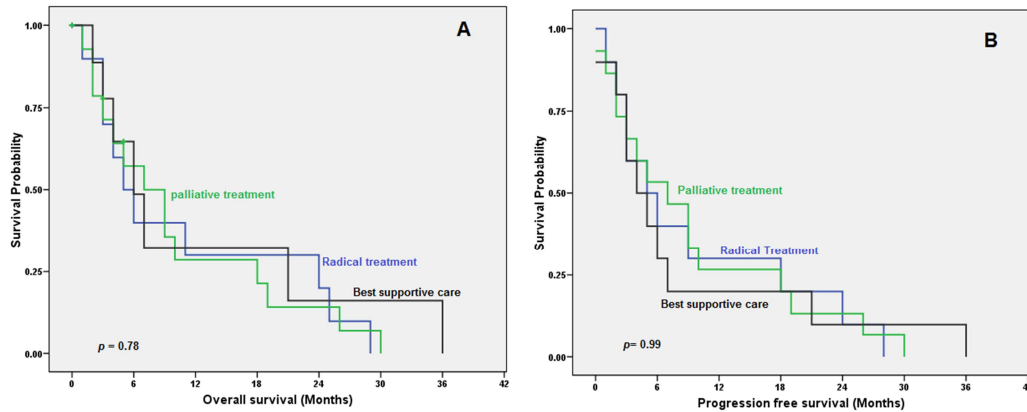 A
1.00
0.75
0.50
0.25
0.00
Survival Probability
palliative treatment
Radical treatment
Best supportive care
p = 0.78
0 6 12 18 24 30 36 42
Overall survival (Months)
B
1.00
0.75
0.50
0.25
0.00
Survival Probability
Palliative treatment
Radical Treatment
Best supportive care
p= 0.99
0 6 12 18 24 30 36 4
Progression free survival (Months)